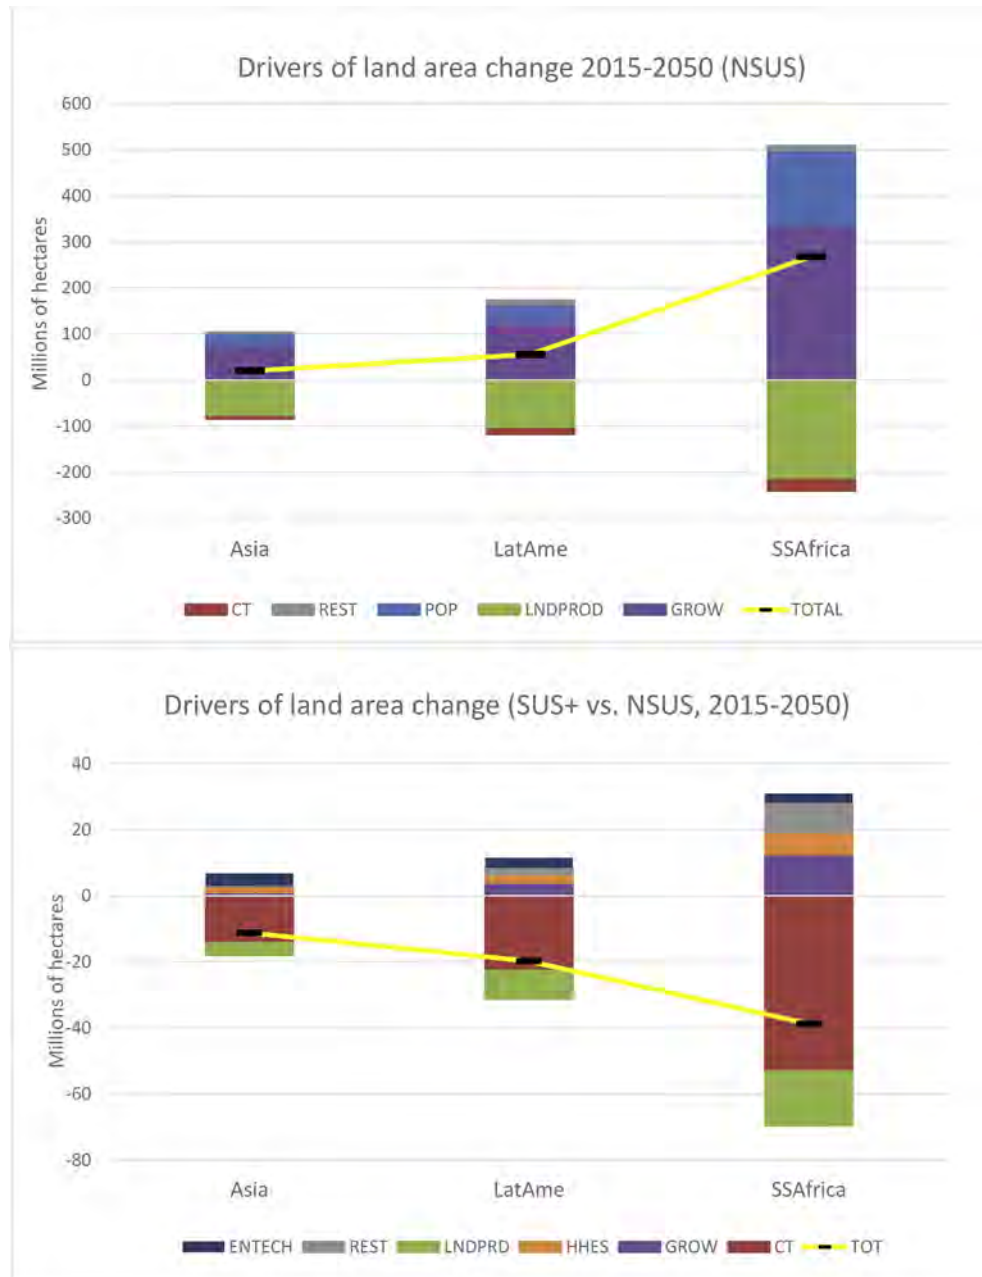 Drivers of land area change 2015-2050 (NSUS)
Millions of hectares
600
500
400
300
200
100
0
-100
-200
-300
Asia LatAme SSAfrica
CT REST POP LNDPROD GROW TOTAL
Drivers of land area change (SUS+ vs. NSUS, 2015-2050)
Millions of hectares
40
20
0
-20
-40
-60
-80
Asia LatAme SSAfrica
ENTECH REST LNDPRD HHES GROW CT TOT